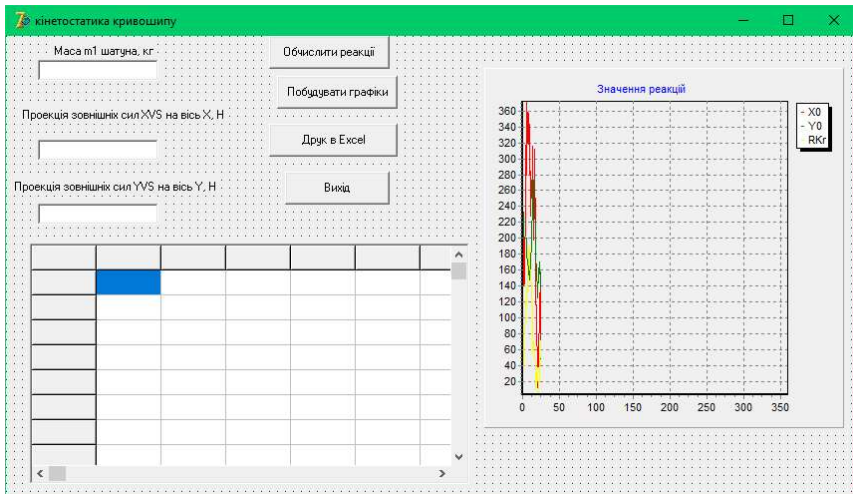 кінетостатика кривошипу
Маса m1 шатуна, кг
Обчислити реакції
Побудувати графіки
Проекція зовнішніх сил XVS на вісь X, Н
Друк в Excel
Проекція зовнішніх сил YVS на вісь Y, Н
Вихід
Значення реакцій
X0
Y0
RKr
360
340
320
300
280
260
240
220
200
180
160
140
120
100
80
60
40
20
0 50 100 150 200 250 300 350